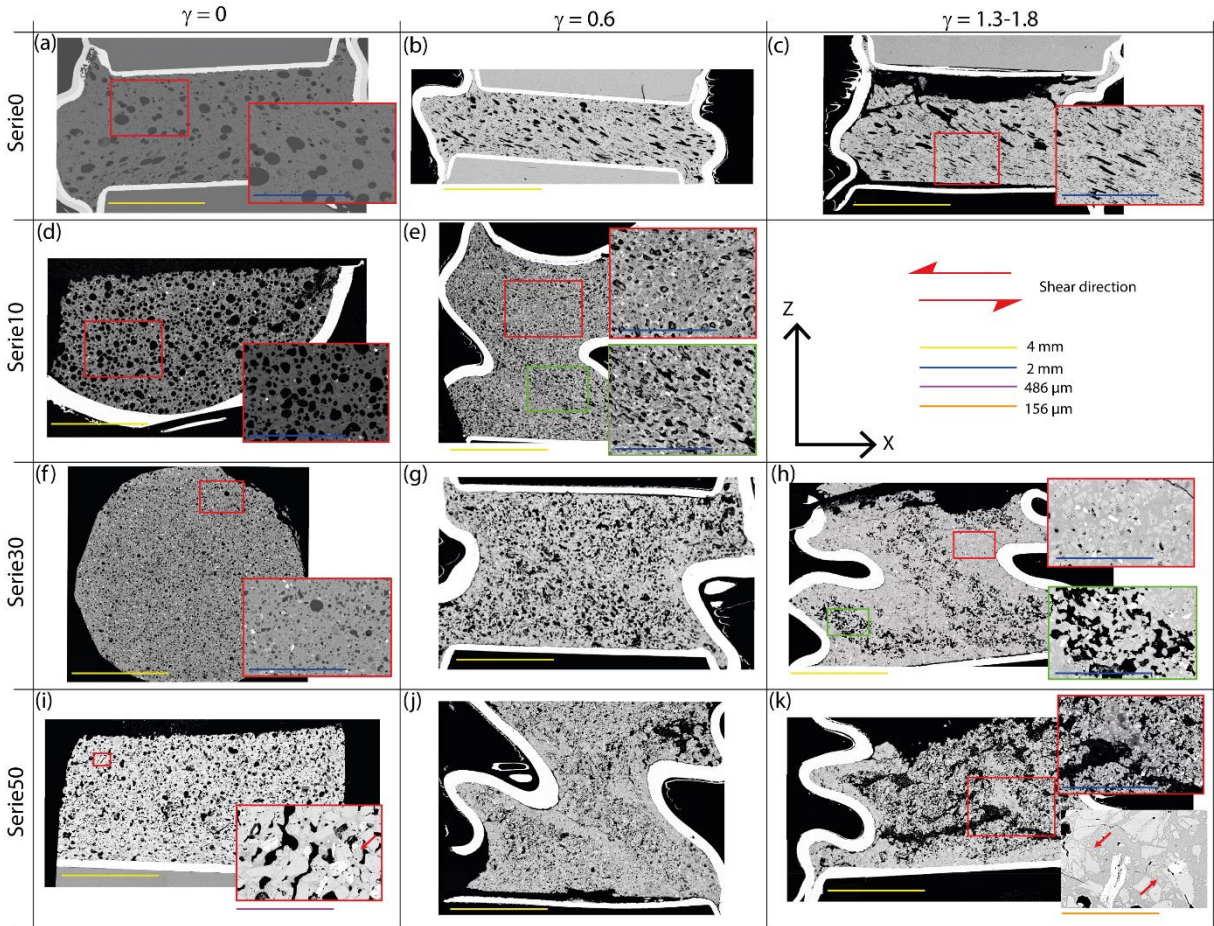 γ = 0
γ = 0.6
γ = 1.3-1.8
Serie0
(a)
(b)
(c)
Serie10
(d)
(e)
Z
X
Shear direction
4 mm
2 mm
486 µm
156 µm
Serie30
(f)
(g)
(h)
Serie50
(i)
(j)
(k)